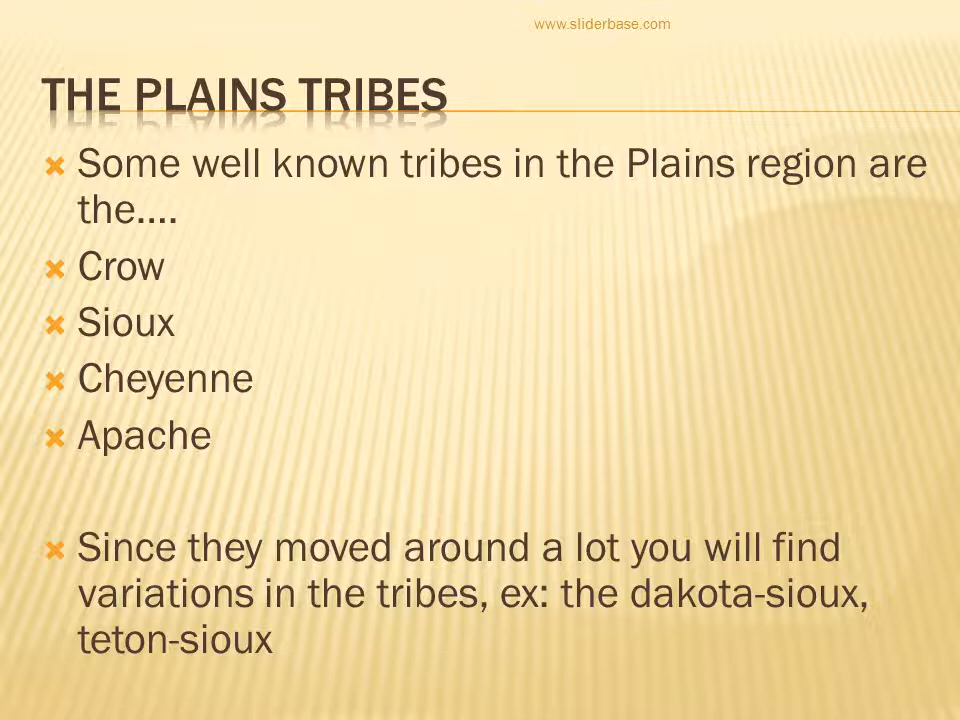 www.sliderbase.com
THE PLAINS TRIBES
Some well known tribes in the Plains region are
the....
Crow
Sioux
Cheyenne
Apache
Since they moved around a lot you will find
variations in the tribes, ex: the dakota-sioux,
teton-sioux